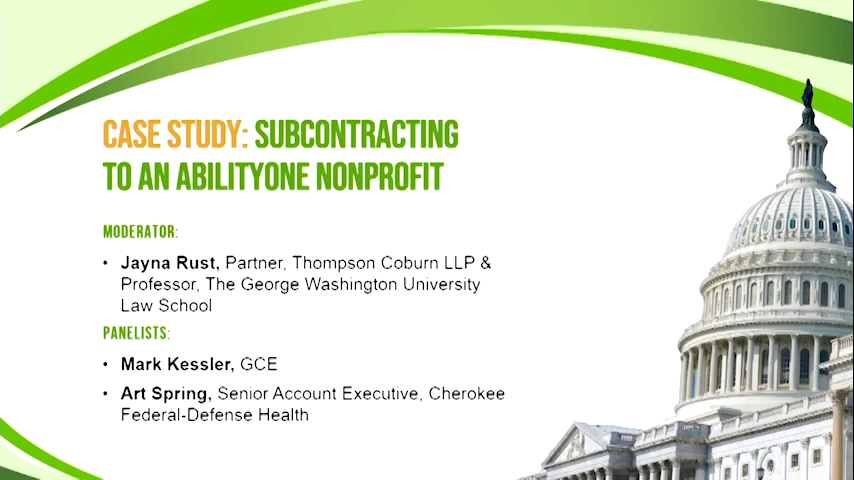 CASE STUDY: SUBCONTRACTING
TO AN ABILITYONE NONPROFIT
MODERATOR:
• Jayna Rust, Partner, Thompson Coburn LLP &
Professor, The George Washington University
Law School
PANELISTS:
• Mark Kessler, GCE
• Art Spring, Senior Account Executive, Cherokee
Federal-Defense Health